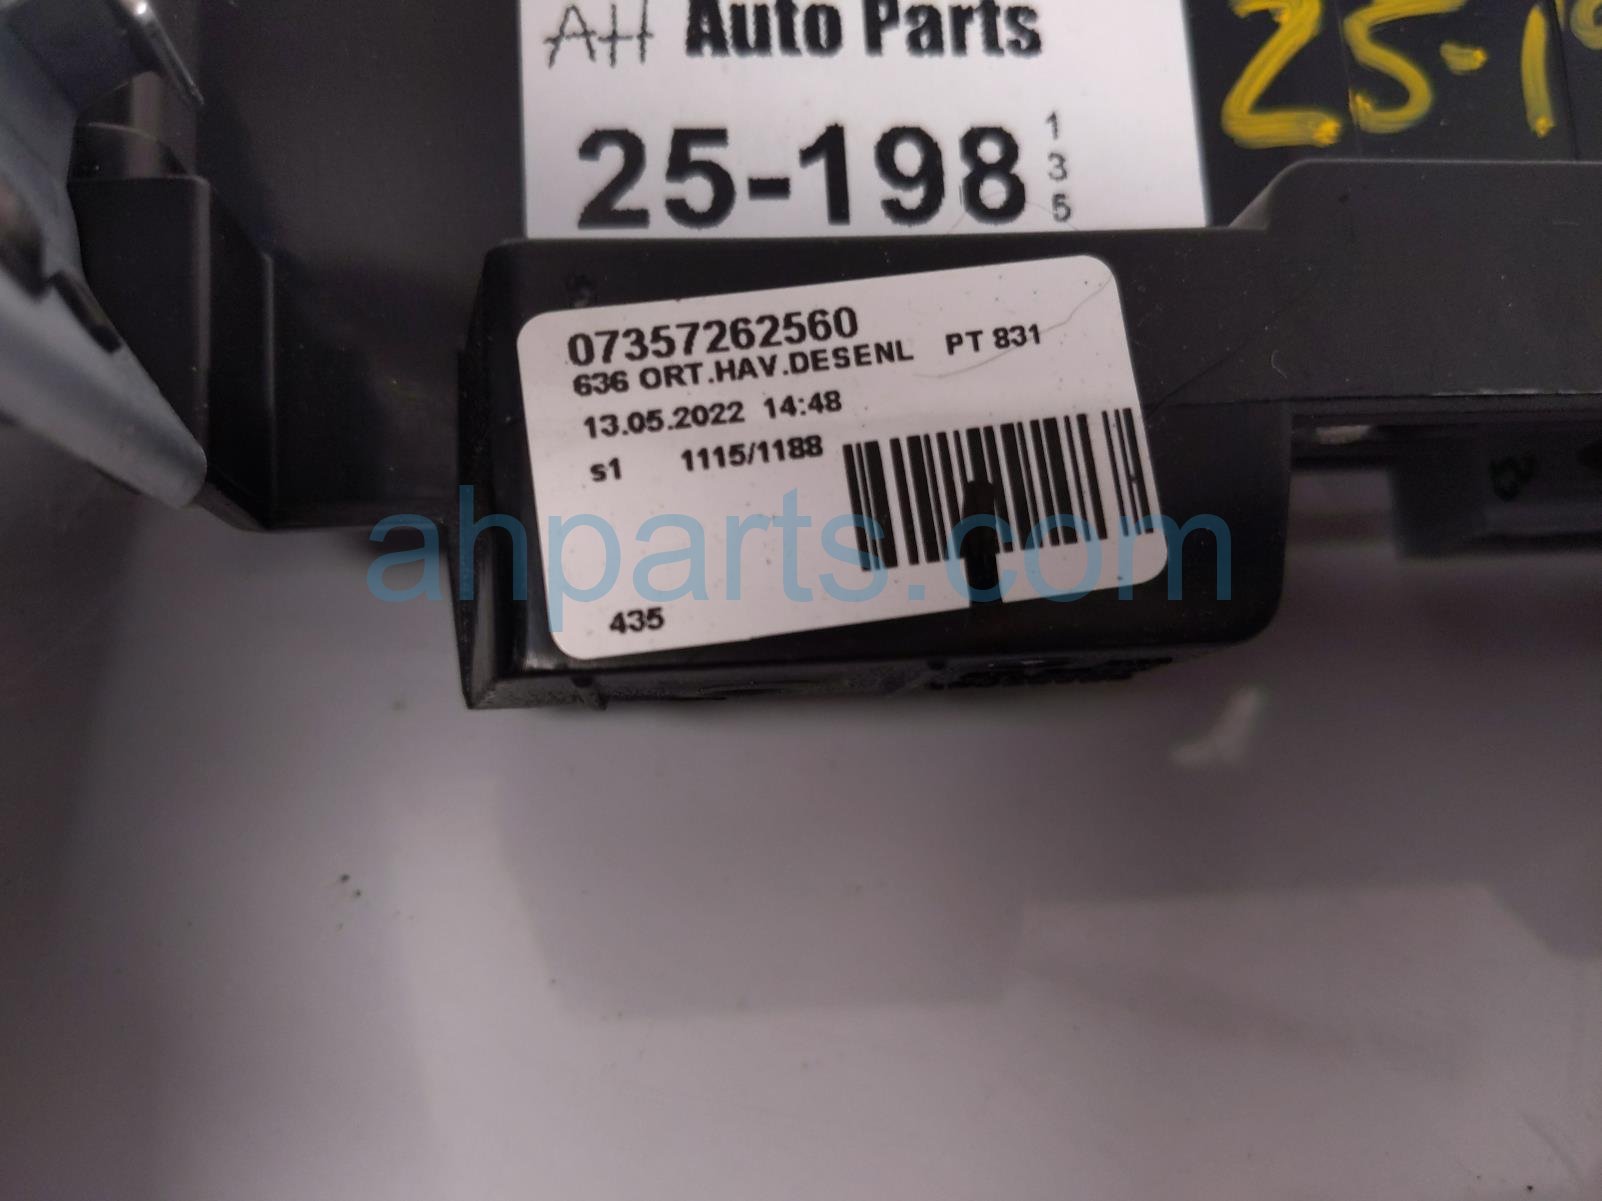 AH Auto Parts
25-1
25-198
1
3
5
07357262560
636 ORT.HAV.DESENL PT 831
13.05.2022 14:48
s1 1115/1188
ahparts.com
435